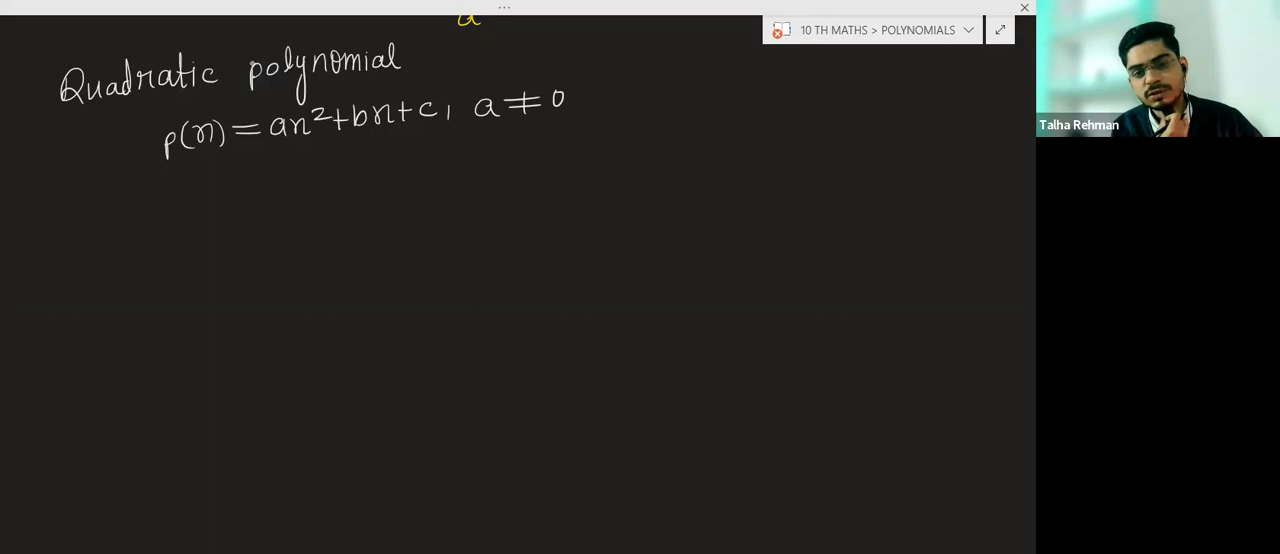 a
10 TH MATHS > POLYNOMIALS
Quadratic polynomial
p(x) = ax² + bx + c, a ≠ 0
Talha Rehman